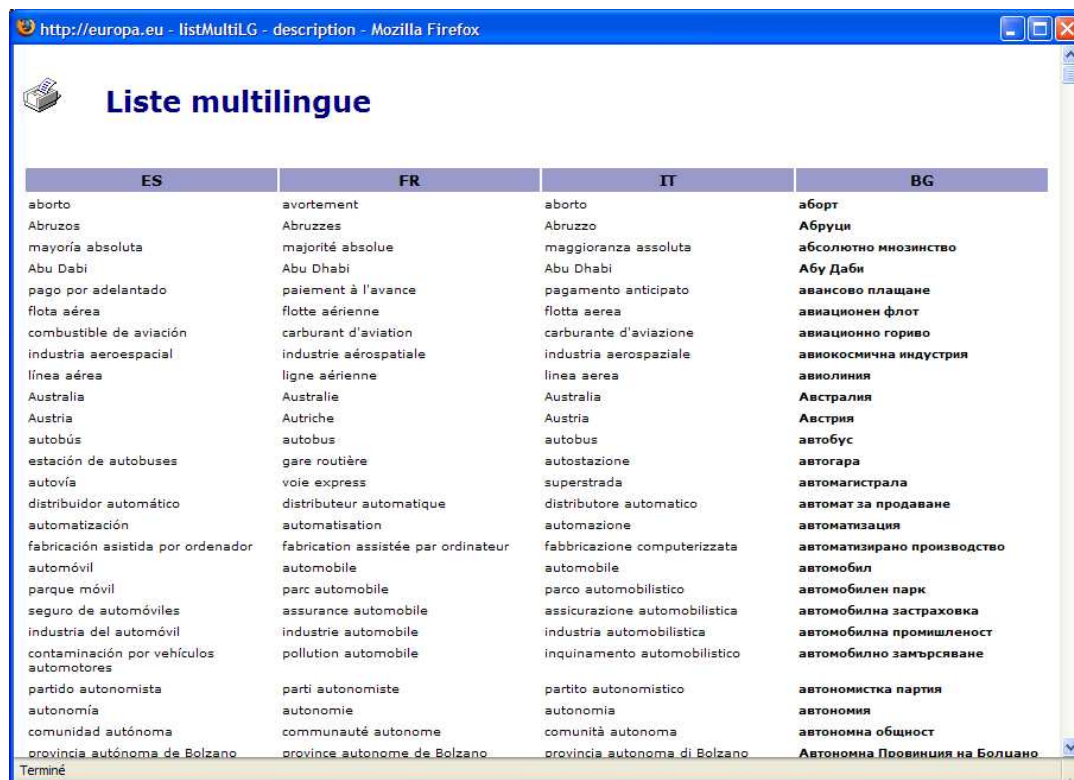 http://europa.eu - listMultiLG - description - Mozilla Firefox
Liste multilingue
ES FR IT BG
aborto avortement aborto аборт
Abruzos Abruzzes Abruzzo Абруци
mayoría absoluta majorité absolue maggioranza assoluta абсолютно мнозинство
Abu Dabi Abu Dhabi Abu Dhabi Абу Даби
pago por adelantado paiement à l'avance pagamento anticipato авансово плащане
flota aérea flotte aérienne flotta aerea авиационен флот
combustible de aviación carburant d'aviation carburante d'aviazione авиационно гориво
industria aeroespacial industrie aérospatiale industria aerospaziale авиокосмична индустрия
línea aérea ligne aérienne linea aerea авиолиния
Australia Australie Australia Австралия
Austria Autriche Austria Австрия
autobús autobus autobus автобус
estación de autobuses gare routière autostazione автогара
autovía voie express superstrada автомагистрала
distribuidor automático distributeur automatique distributore automatico автомат за продаване
automatización automatisation automazione автоматизация
fabricación asistida por ordenador fabrication assistée par ordinateur fabbricazione computerizzata автоматизирано производство
automóvil automobile automobile автомобил
parque móvil parc automobile parco automobilistico автомобилен парк
seguro de automóviles assurance automobile assicurazione automobilistica автомобилна застраховка
industria del automóvil industrie automobile industria automobilistica автомобилна промишленост
contaminación por vehículos pollution automobile inquinamento automobilistico автомобилно замърсяване
automotores
partido autonomista parti autonomiste partito autonomistico автономистка партия
autonomía autonomie autonomia автономия
comunidad autónoma communauté autonome comunità autonoma автономна общност
provincia autónoma de Bolzano province autonome de Bolzano provincia autonoma di Bolzano Автономна Провинция на Болцано
Terminé